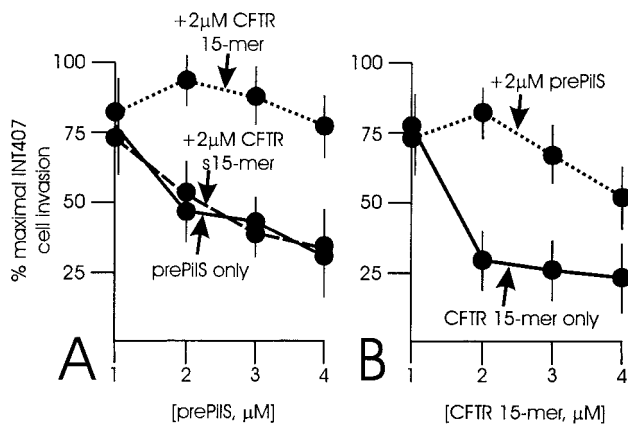 +2μM CFTR
15-mer
100
75
50
25
% maximal INT407
cell invasion
+2μM CFTR
s15-mer
prePilS only
A
1 2 3 4
[prePilS, μM]
100
75
50
25
+2μM prePilS
CFTR 15-mer only
B
1 2 3 4
[CFTR 15-mer, μM]